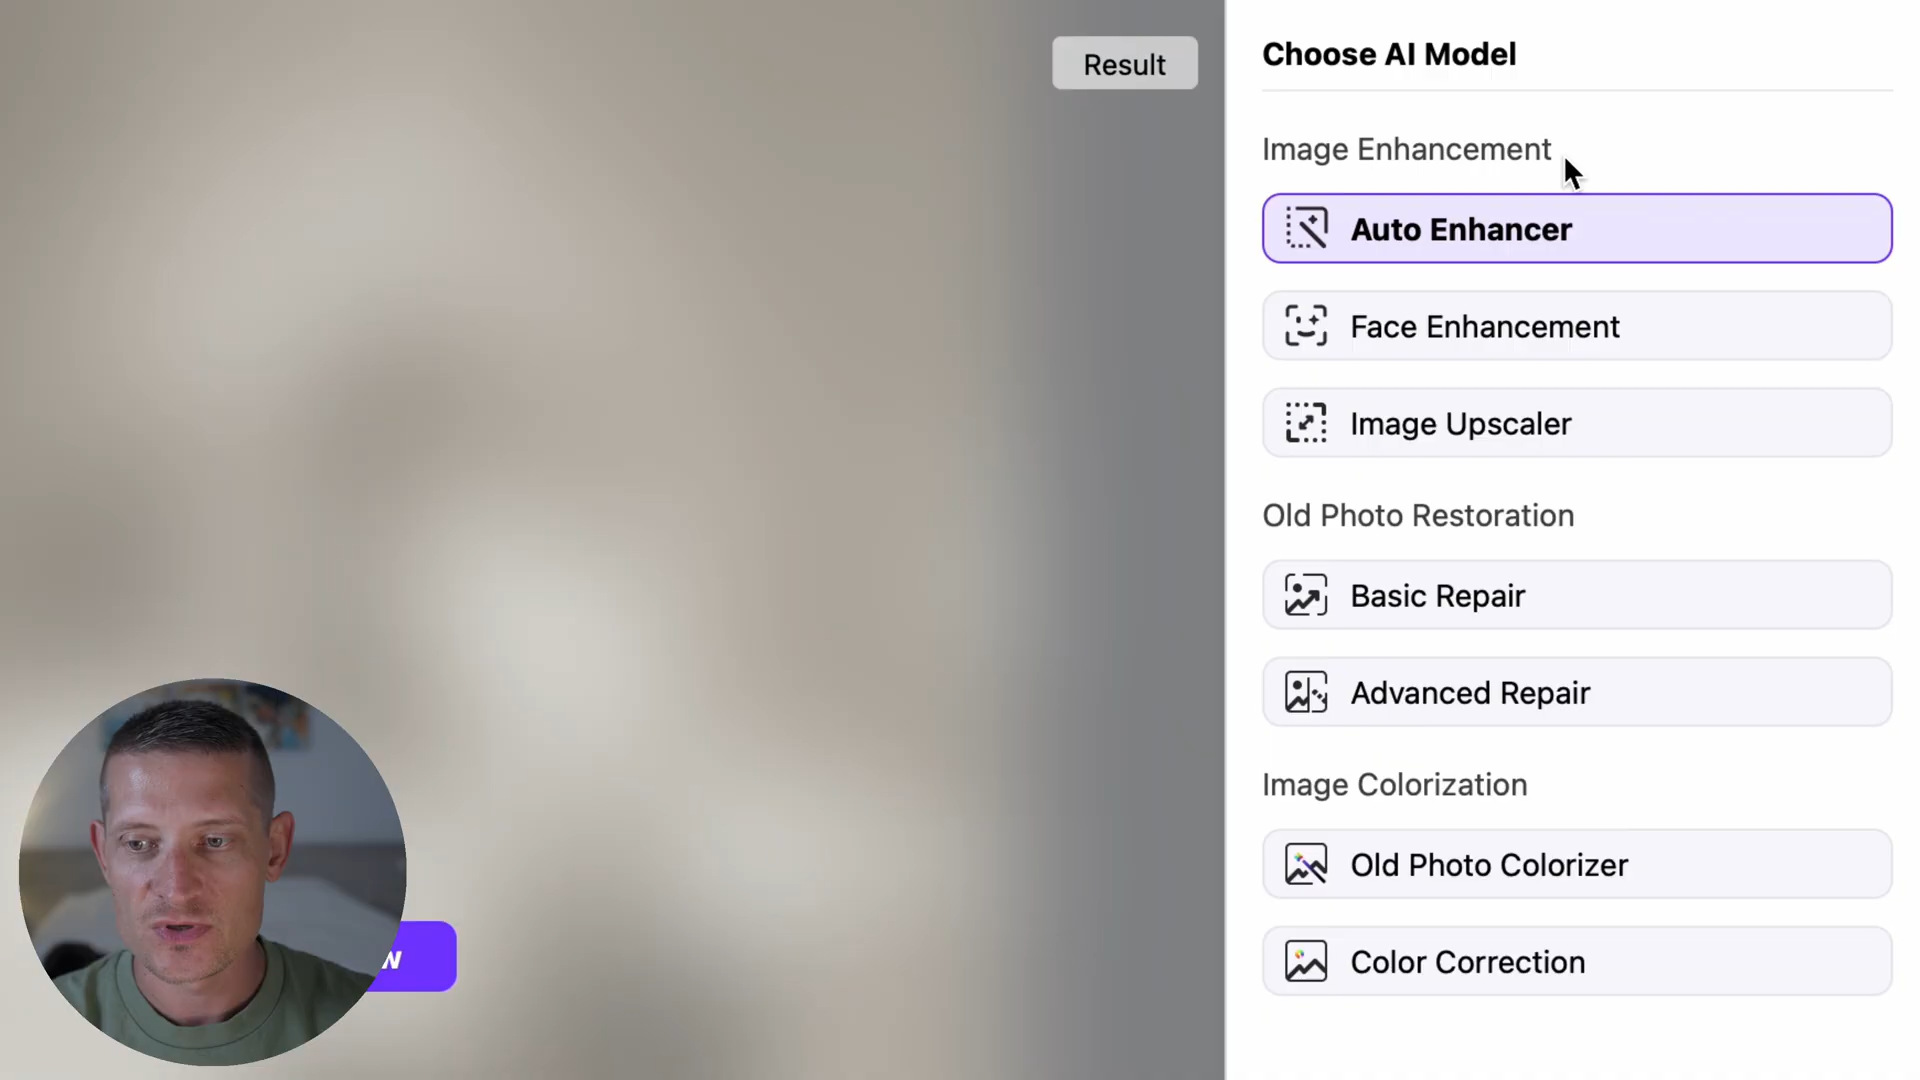 Result
Choose AI Model
Image Enhancement
Auto Enhancer
Face Enhancement
Image Upscaler
Old Photo Restoration
Basic Repair
Advanced Repair
Image Colorization
Old Photo Colorizer
Color Correction